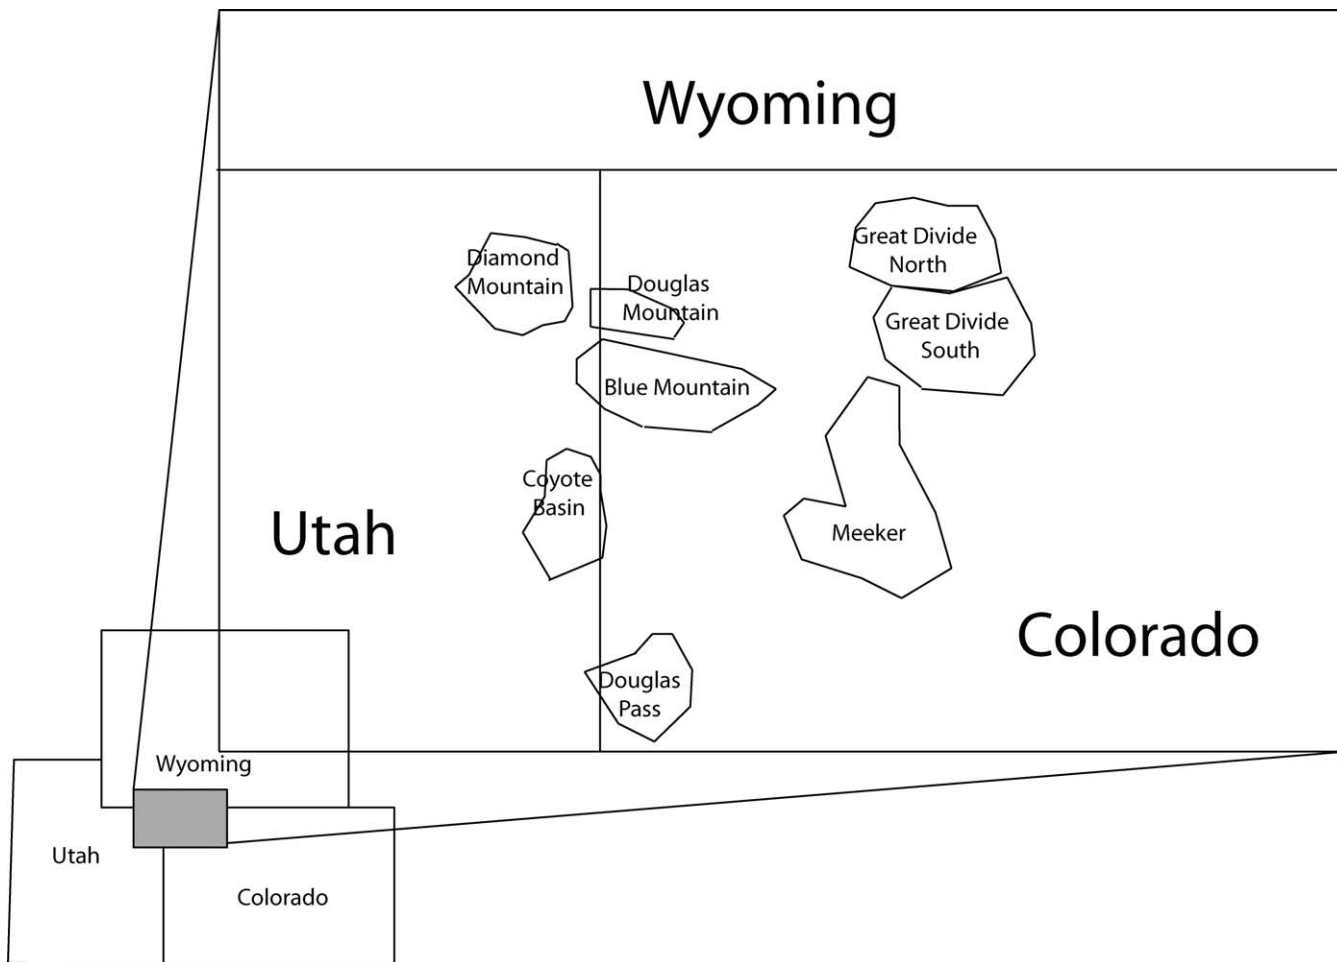 Wyoming
Great Divide
North
Diamond
Mountain
Douglas
Mountain
Great Divide
South
Blue Mountain
Coyote
Basin
Utah
Meeker
Colorado
Douglas
Pass
Wyoming
Utah
Colorado